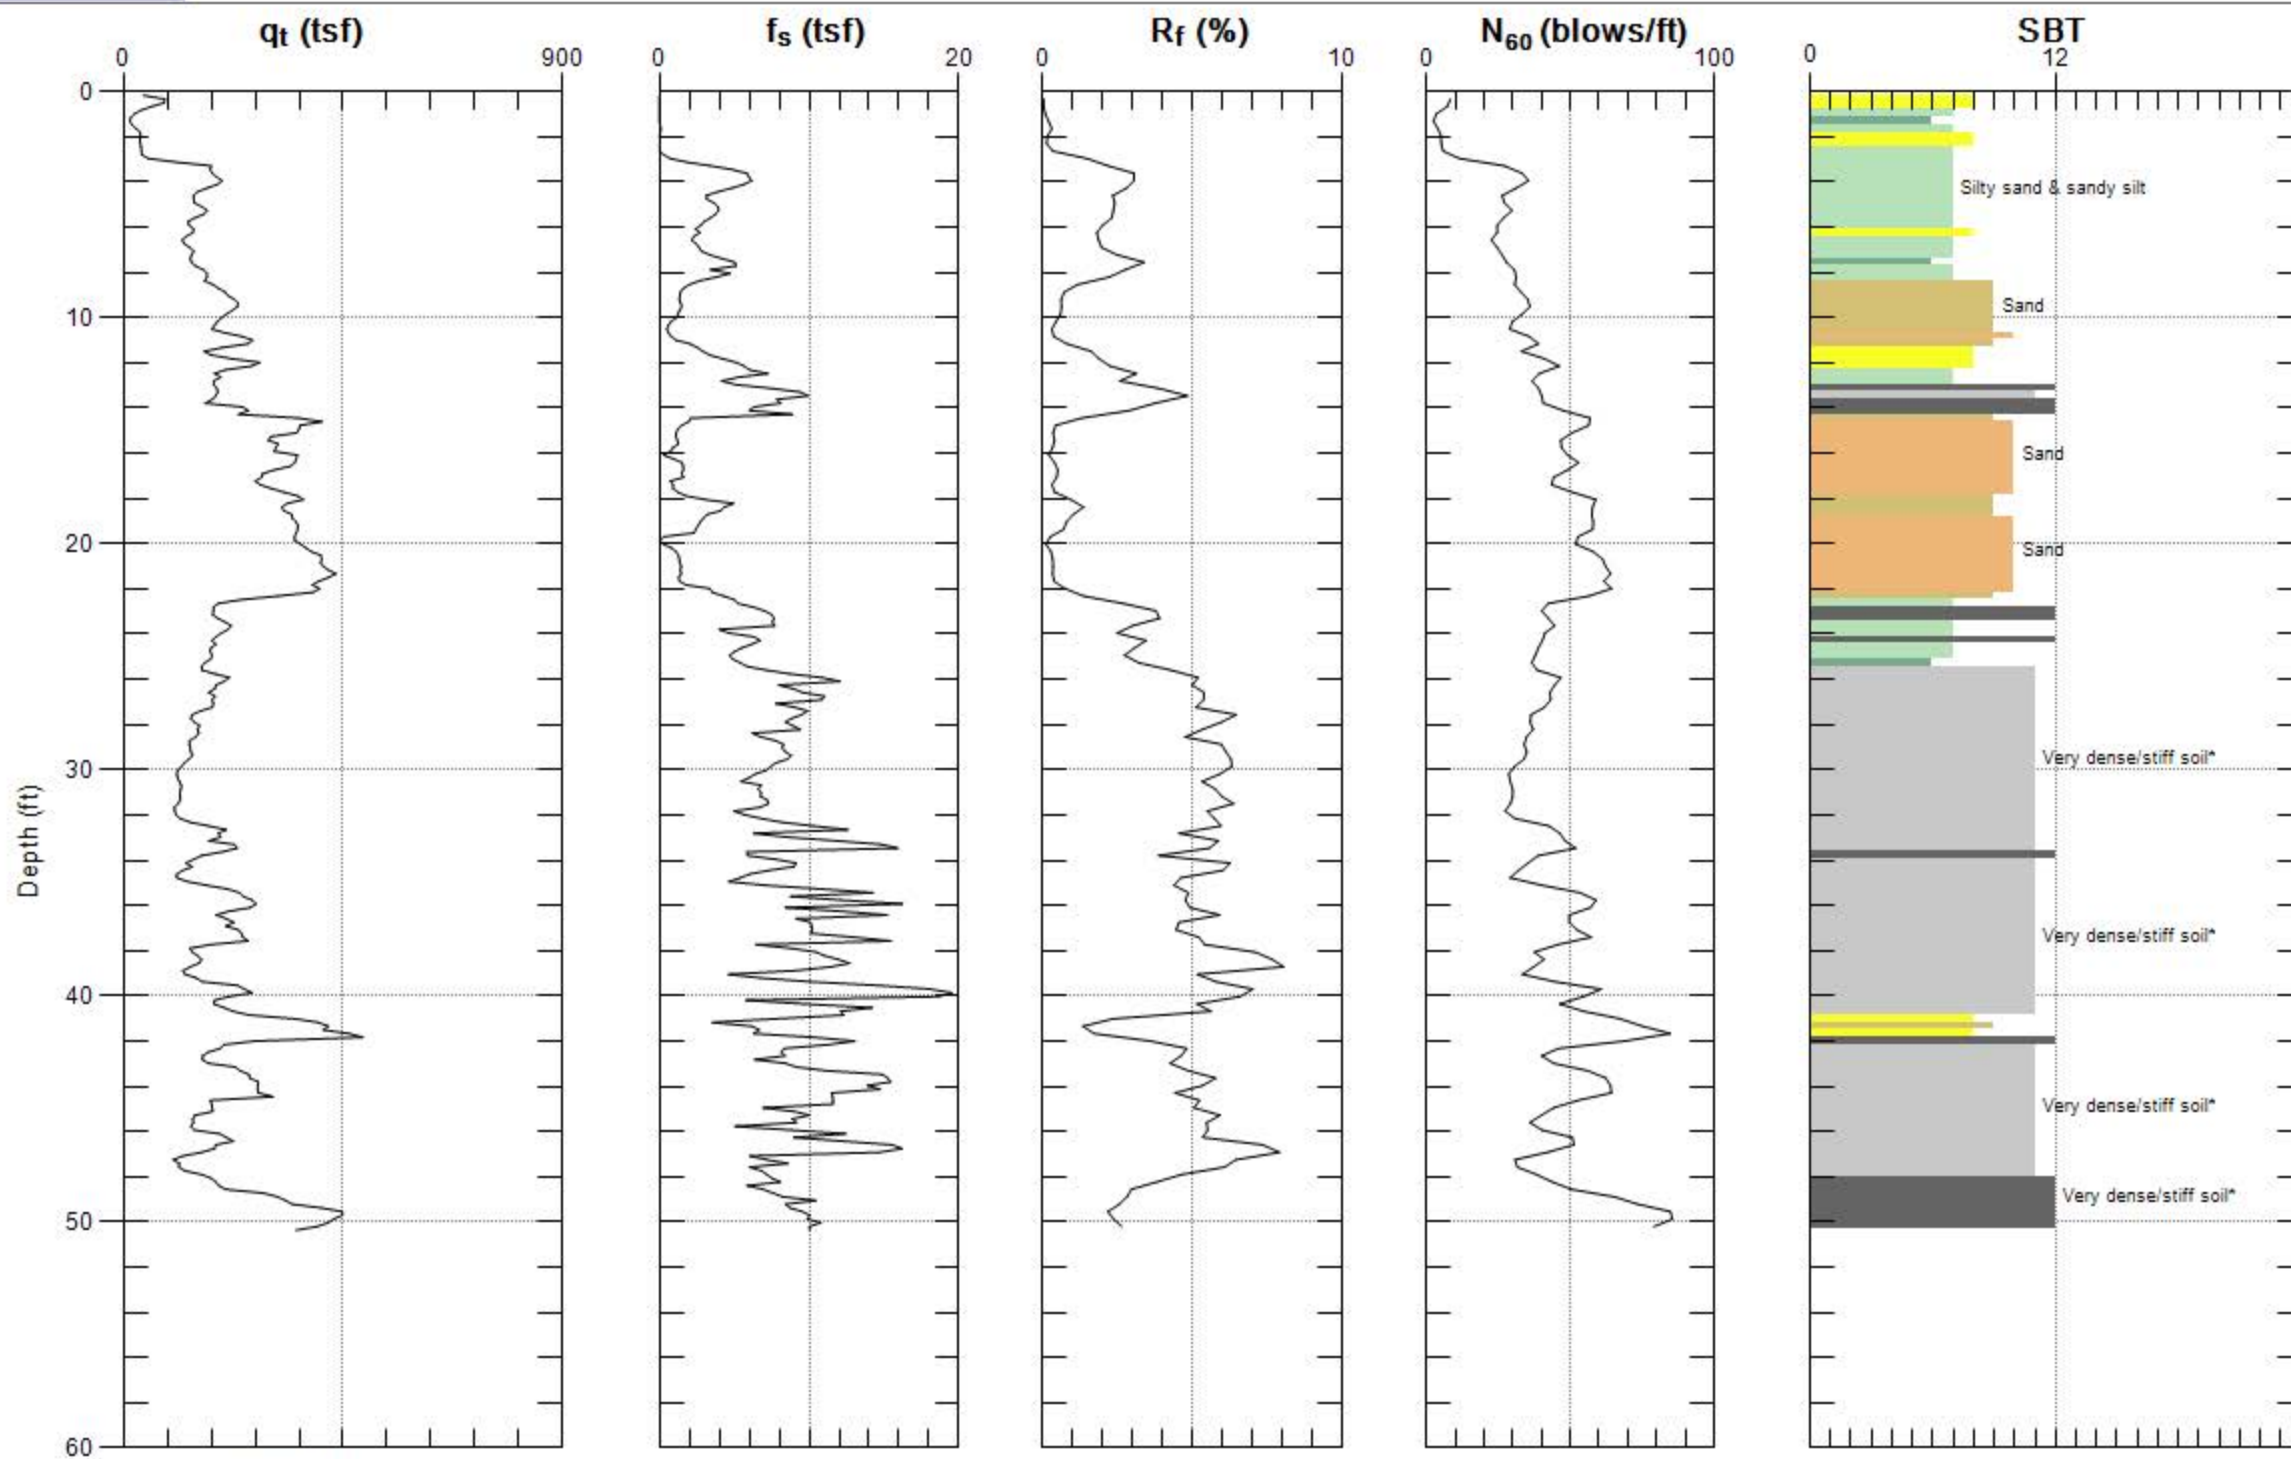 qt (tsf)
fs (tsf)
Rf (%)
N60 (blows/ft)
SBT
0 900
0 20
0 10
0 100
0 12
0
Silty sand & sandy silt
Sand
10
Sand
20
Sand
Very dense/stiff soil*
30
Depth (ft)
Very dense/stiff soil*
40
Very dense/stiff soil*
Very dense/stiff soil*
50
60